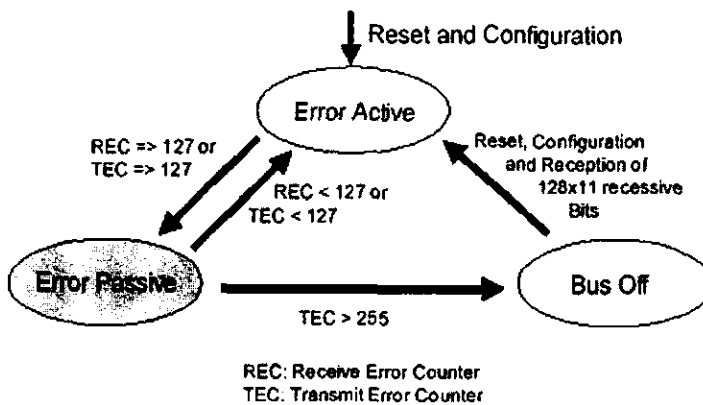 Reset and Configuration
Error Active
REC => 127 or
TEC => 127
REC < 127 or
TEC < 127
Reset, Configuration
and Reception of
128x11 recessive
Bits
Error Passive
TEC > 255
Bus Off
REC: Receive Error Counter
TEC: Transmit Error Counter